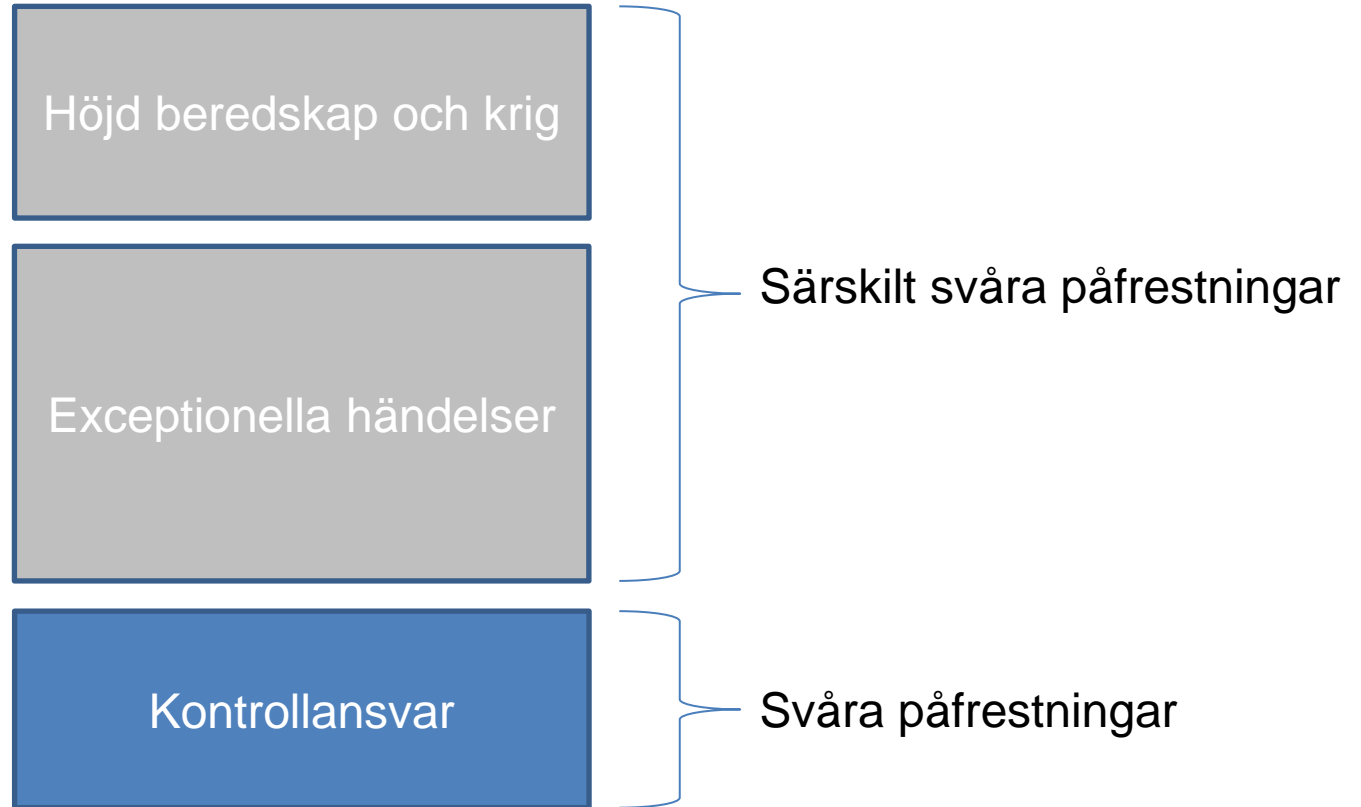 Höjd beredskap och krig
Särskilt svåra påfrestningar
Exceptionella händelser
Kontrollansvar
Svåra påfrestningar